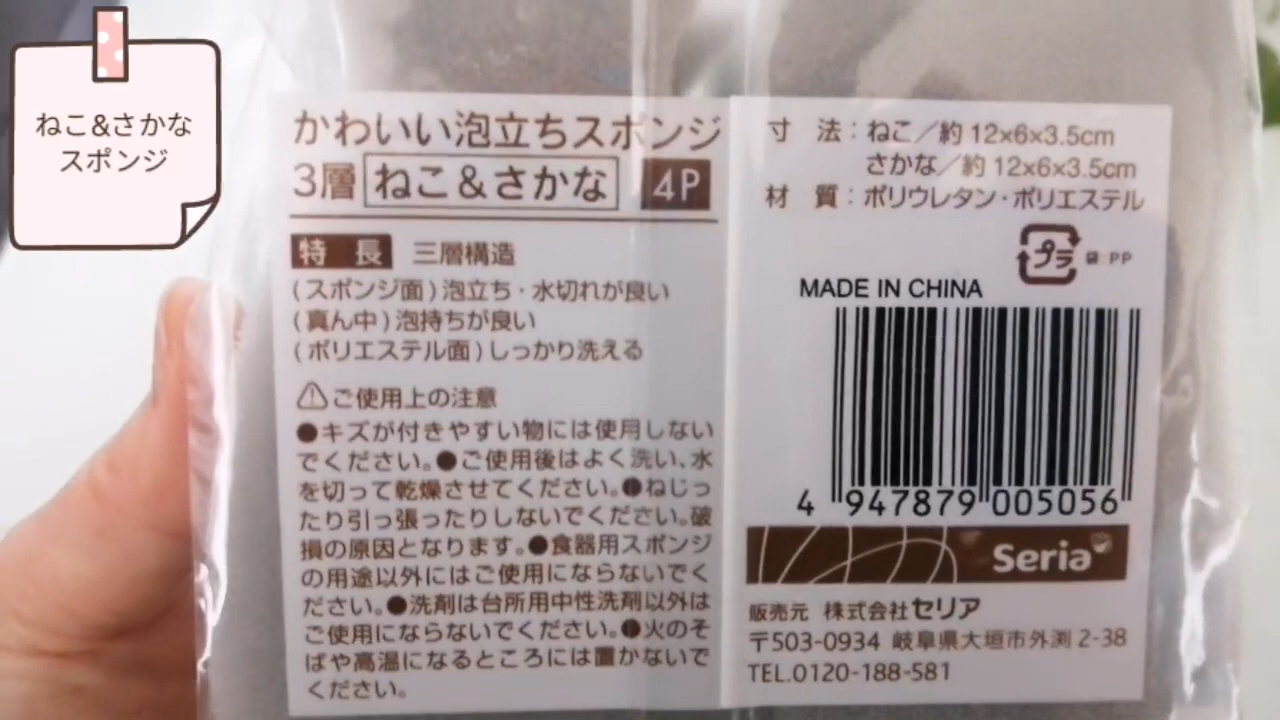 ねこ&さかな
スポンジ
かわいい泡立ちスポンジ
3層 ねこ&さかな 4P
特 長 三層構造
(スポンジ面)泡立ち・水切れが良い
(真ん中)泡持ちが良い
(ポリエステル面)しっかり洗える
⚠ご使用上の注意
●キズが付きやすい物には使用しない
でください。●ご使用後はよく洗い、水
を切って乾燥させてください。●ねじっ
たり引っ張ったりしないでください。破
損の原因となります。●食器用スポンジ
の用途以外にはご使用にならないでく
ださい。●洗剤は台所用中性洗剤以外は
ご使用にならないでください。●火のそ
ばや高温になるところには置かないで
ください。
寸 法：ねこ／約12×6×3.5cm
さかな／約12×6×3.5cm
材 質：ポリウレタン・ポリエステル
プラ 袋:PP
MADE IN CHINA
4 947879 005056
Seria
販売元 株式会社セリア
〒503-0934 岐阜県大垣市外渕2-38
TEL.0120-188-581